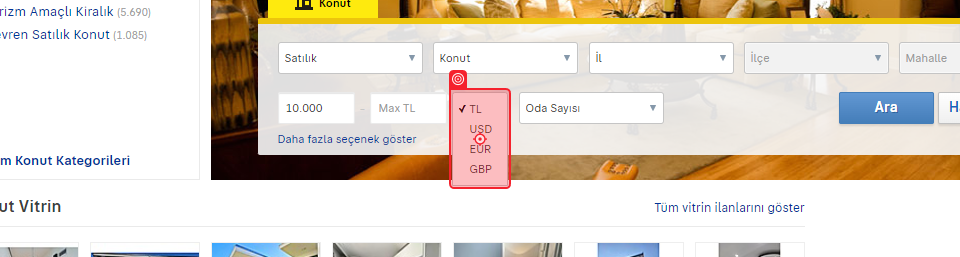 Konut
rizm Amaçlı Kiralık (5.690)
evren Satılık Konut (1.085)
Satılık
Konut
İl
İlçe
Mahalle
10.000
-
Max TL
✓ TL
USD
EUR
GBP
Oda Sayısı
Ara
Daha fazla seçenek göster
m Konut Kategorileri
ut Vitrin
Tüm vitrin ilanlarını göster